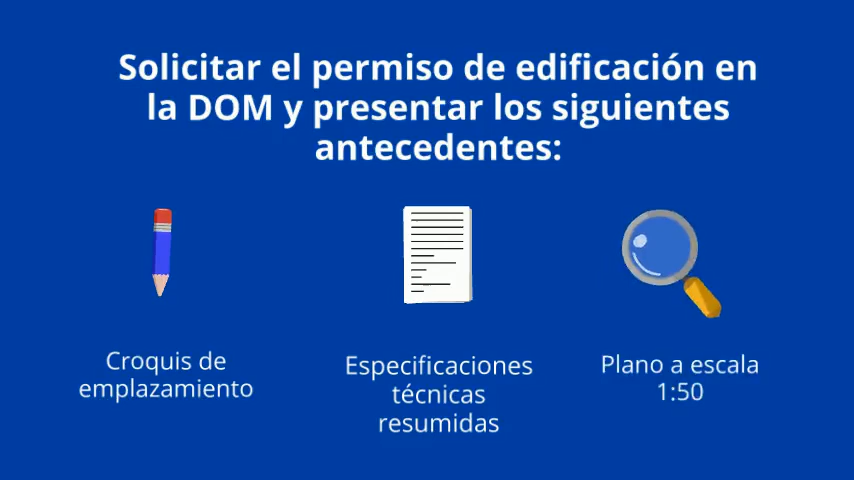 Solicitar el permiso de edificación en
la DOM y presentar los siguientes
antecedentes:
Croquis de
emplazamiento
Especificaciones
técnicas
resumidas
Plano a escala
1:50